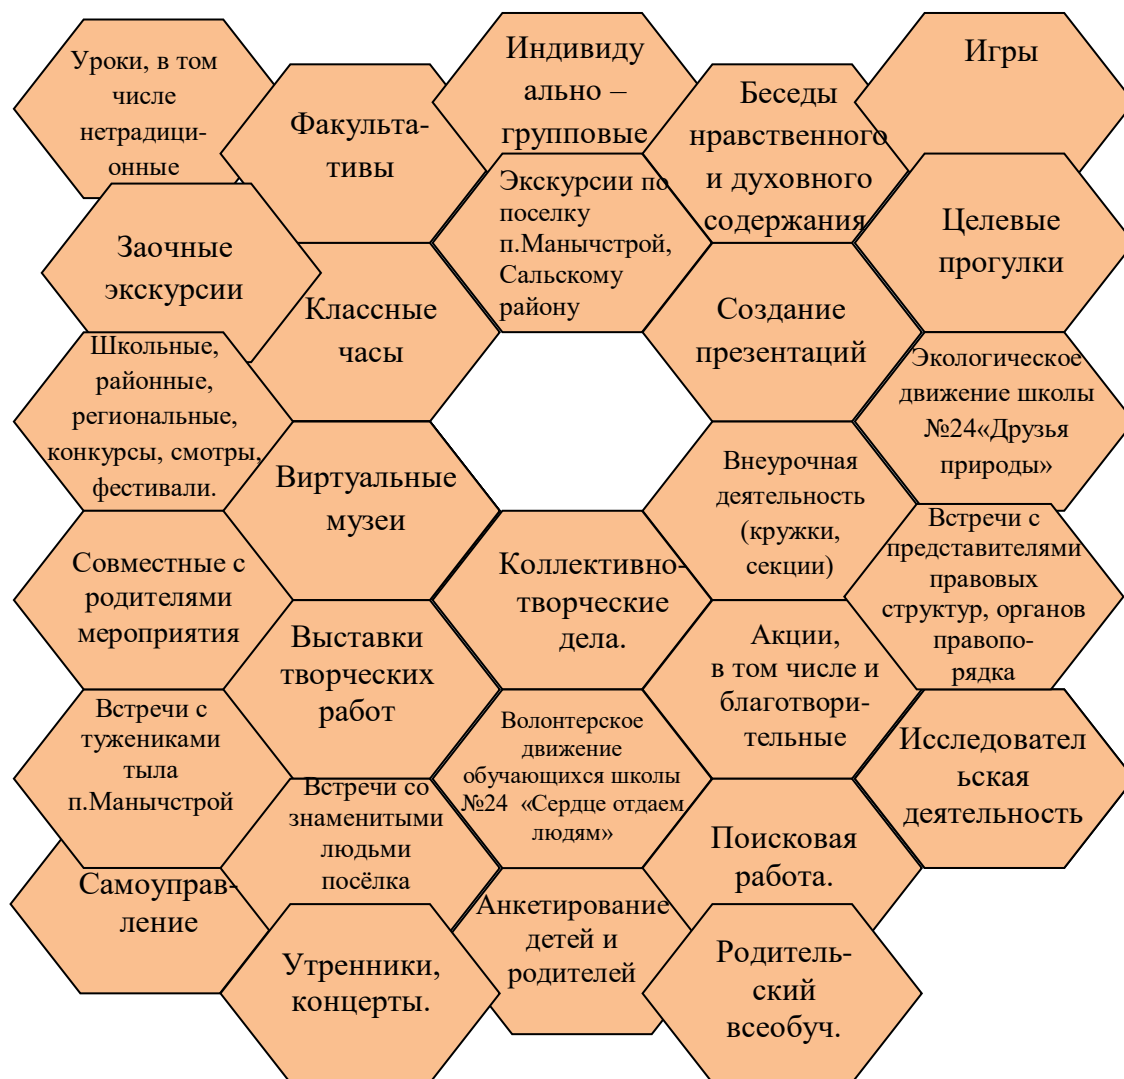 Уроки, в том
числе
нетрадици-
онные
Факульта-
тивы
Индивиду
ально –
групповые
Беседы
нравственного
и духовного
содержания
Игры
Заочные
экскурсии
Классные
часы
Экскурсии по
поселку
п.Манычстрой,
Сальскому
району
Создание
презентаций
Целевые
прогулки
Школьные,
районные,
региональные,
конкурсы, смотры,
фестивали.
Виртуальные
музеи
Внеурочная
деятельность
(кружки,
секции)
Экологическое
движение школы
№24«Друзья
природы»
Совместные с
родителями
мероприятия
Выставки
творческих
работ
Коллективно-
творческие
дела.
Акции,
в том числе и
благотвори-
тельные
Встречи с
представителями
правовых
структур, органов
правопо-
рядка
Встречи с
тужениками
тыла
п.Манычстрой
Встречи со
знаменитыми
людьми
посёлка
Волонтерское
движение
обучающихся школы
№24 «Сердце отдаем
людям»
Поисковая
работа.
Исследовател
ьская
деятельность
Самоуправ-
ление
Утренники,
концерты.
Анкетирование
детей и
родителей
Родитель-
ский
всеобуч.